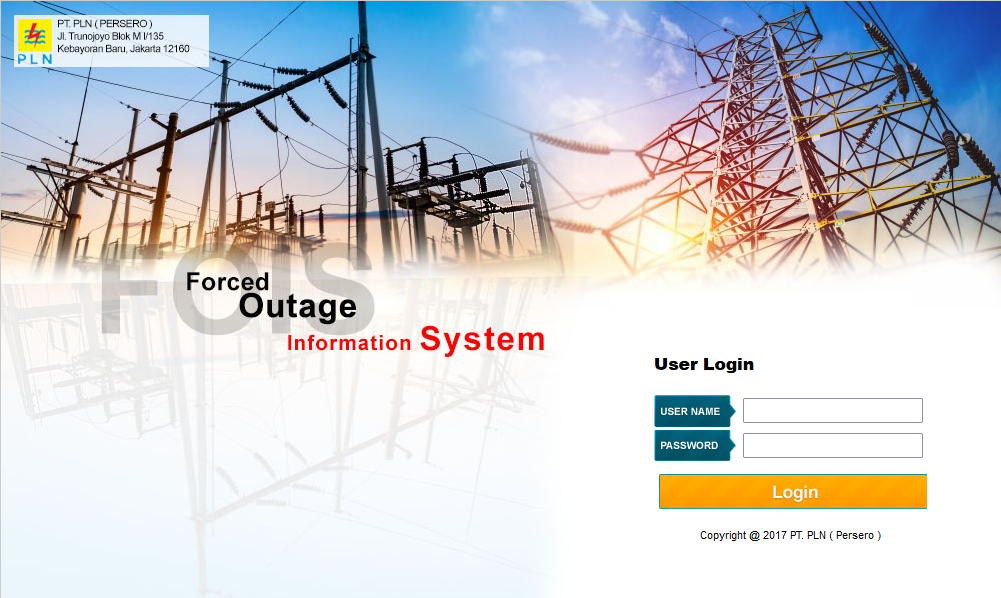 PT. PLN ( PERSERO )
Jl. Trunojoyo Blok M I/135
Kebayoran Baru, Jakarta 12160
PLN
FOIS
Forced
Outage
Information System
User Login
USER NAME
PASSWORD
Login
Copyright @ 2017 PT. PLN ( Persero )